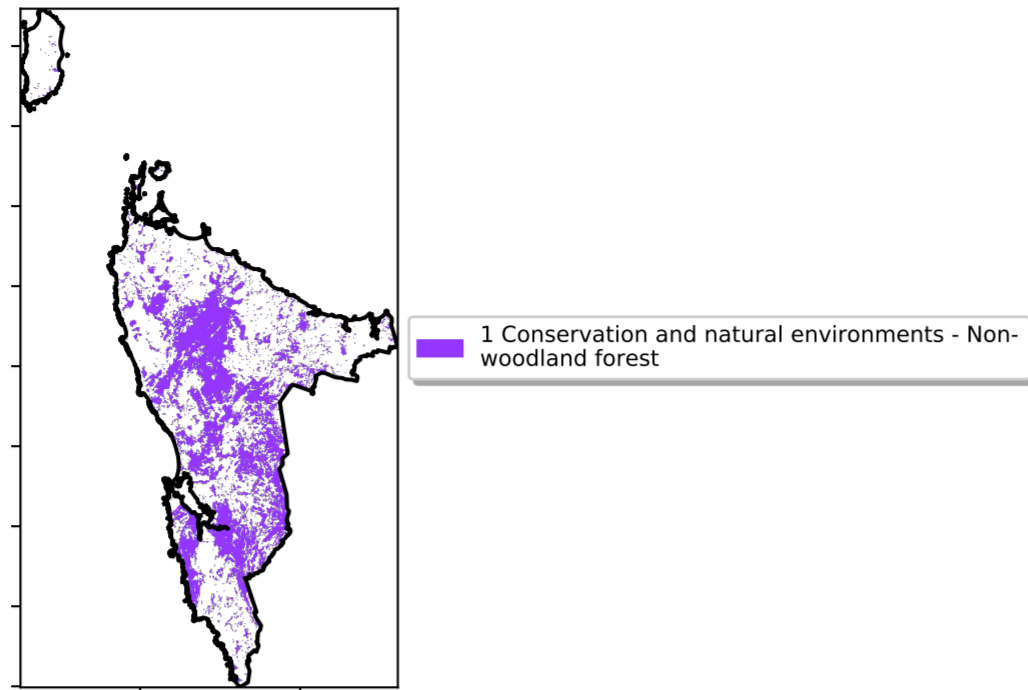 1 Conservation and natural environments - Non-
woodland forest